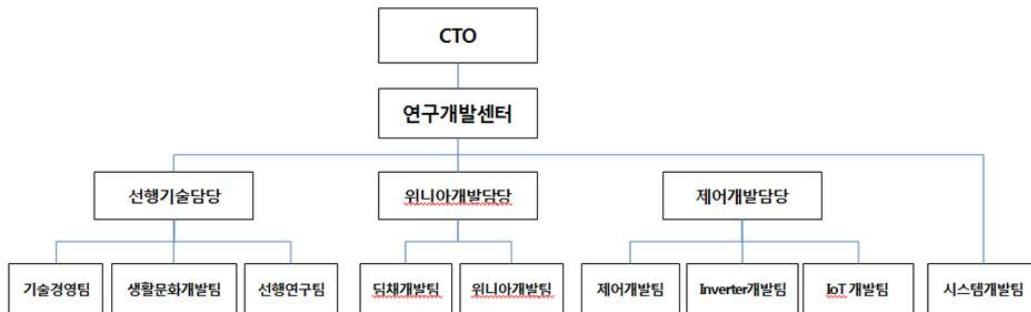 CTO
연구개발센터
선행기술담당
위니아개발담당
제어개발담당
기술경영팀
생활문화개발팀
선행연구팀
딤채개발팀
위니아개발팀
제어개발팀
Inverter개발팀
IoT 개발팀
시스템개발팀